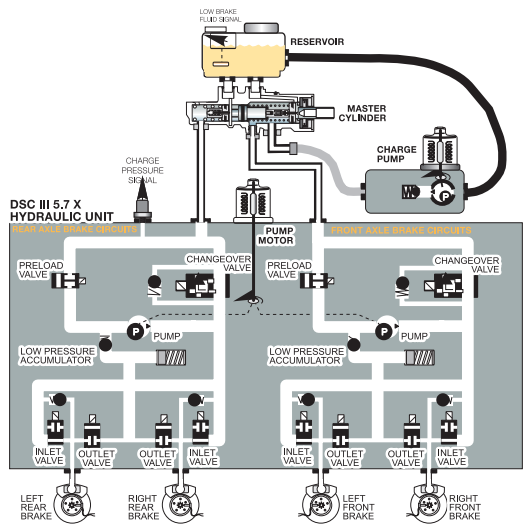 LOW BRAKE
FLUID SIGNAL
RESERVOIR
MASTER
CYLINDER
CHARGE
PUMP
P
CHARGE
PRESSURE
SIGNAL
DSC III 5.7 X
HYDRAULIC UNIT
REAR AXLE BRAKE CIRCUITS
PUMP
MOTOR
FRONT AXLE BRAKE CIRCUITS
PRELOAD
VALVE
CHANGEOVER
VALVE
PRELOAD
VALVE
CHANGEOVER
VALVE
P
PUMP
P
PUMP
LOW PRESSURE
ACCUMULATOR
LOW PRESSURE
ACCUMULATOR
INLET
VALVE
OUTLET
VALVE
OUTLET
VALVE
INLET
VALVE
INLET
VALVE
OUTLET
VALVE
OUTLET
VALVE
INLET
VALVE
LEFT
REAR
BRAKE
RIGHT
REAR
BRAKE
LEFT
FRONT
BRAKE
RIGHT
FRONT
BRAKE